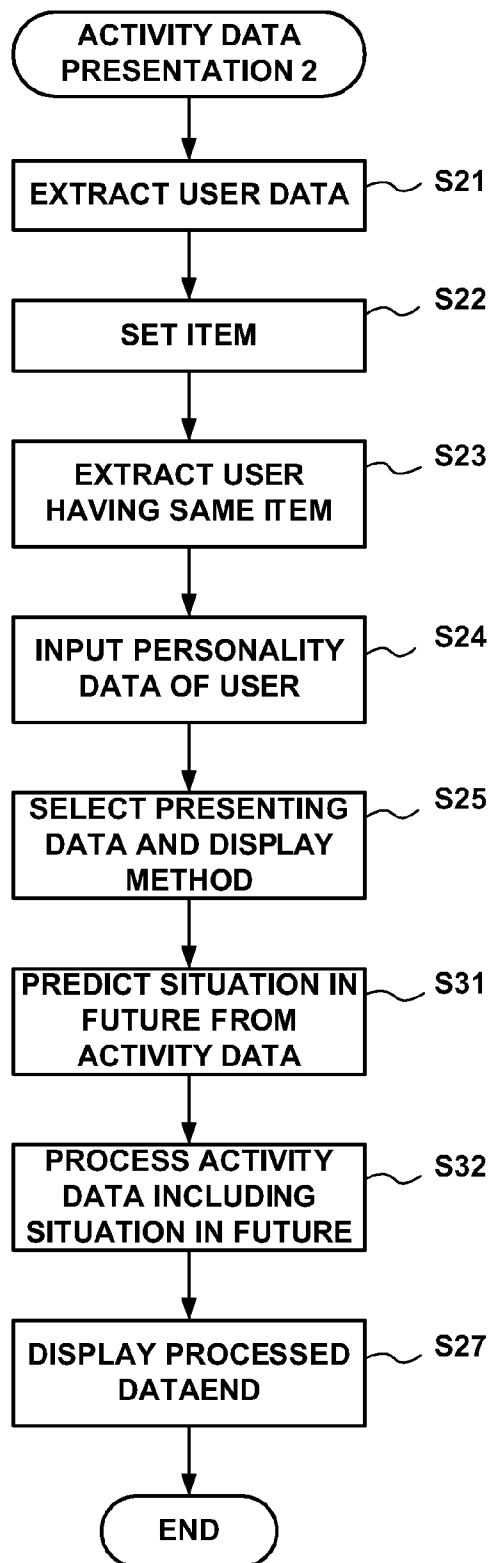 ACTIVITY DATA
PRESENTATION 2
EXTRACT USER DATA
S21
SET ITEM
S22
EXTRACT USER
HAVING SAME ITEM
S23
INPUT PERSONALITY
DATA OF USER
S24
SELECT PRESENTING
DATA AND DISPLAY
METHOD
S25
PREDICT SITUATION IN
FUTURE FROM
ACTIVITY DATA
S31
PROCESS ACTIVITY
DATA INCLUDING
SITUATION IN FUTURE
S32
DISPLAY PROCESSED
DATAEND
S27
END